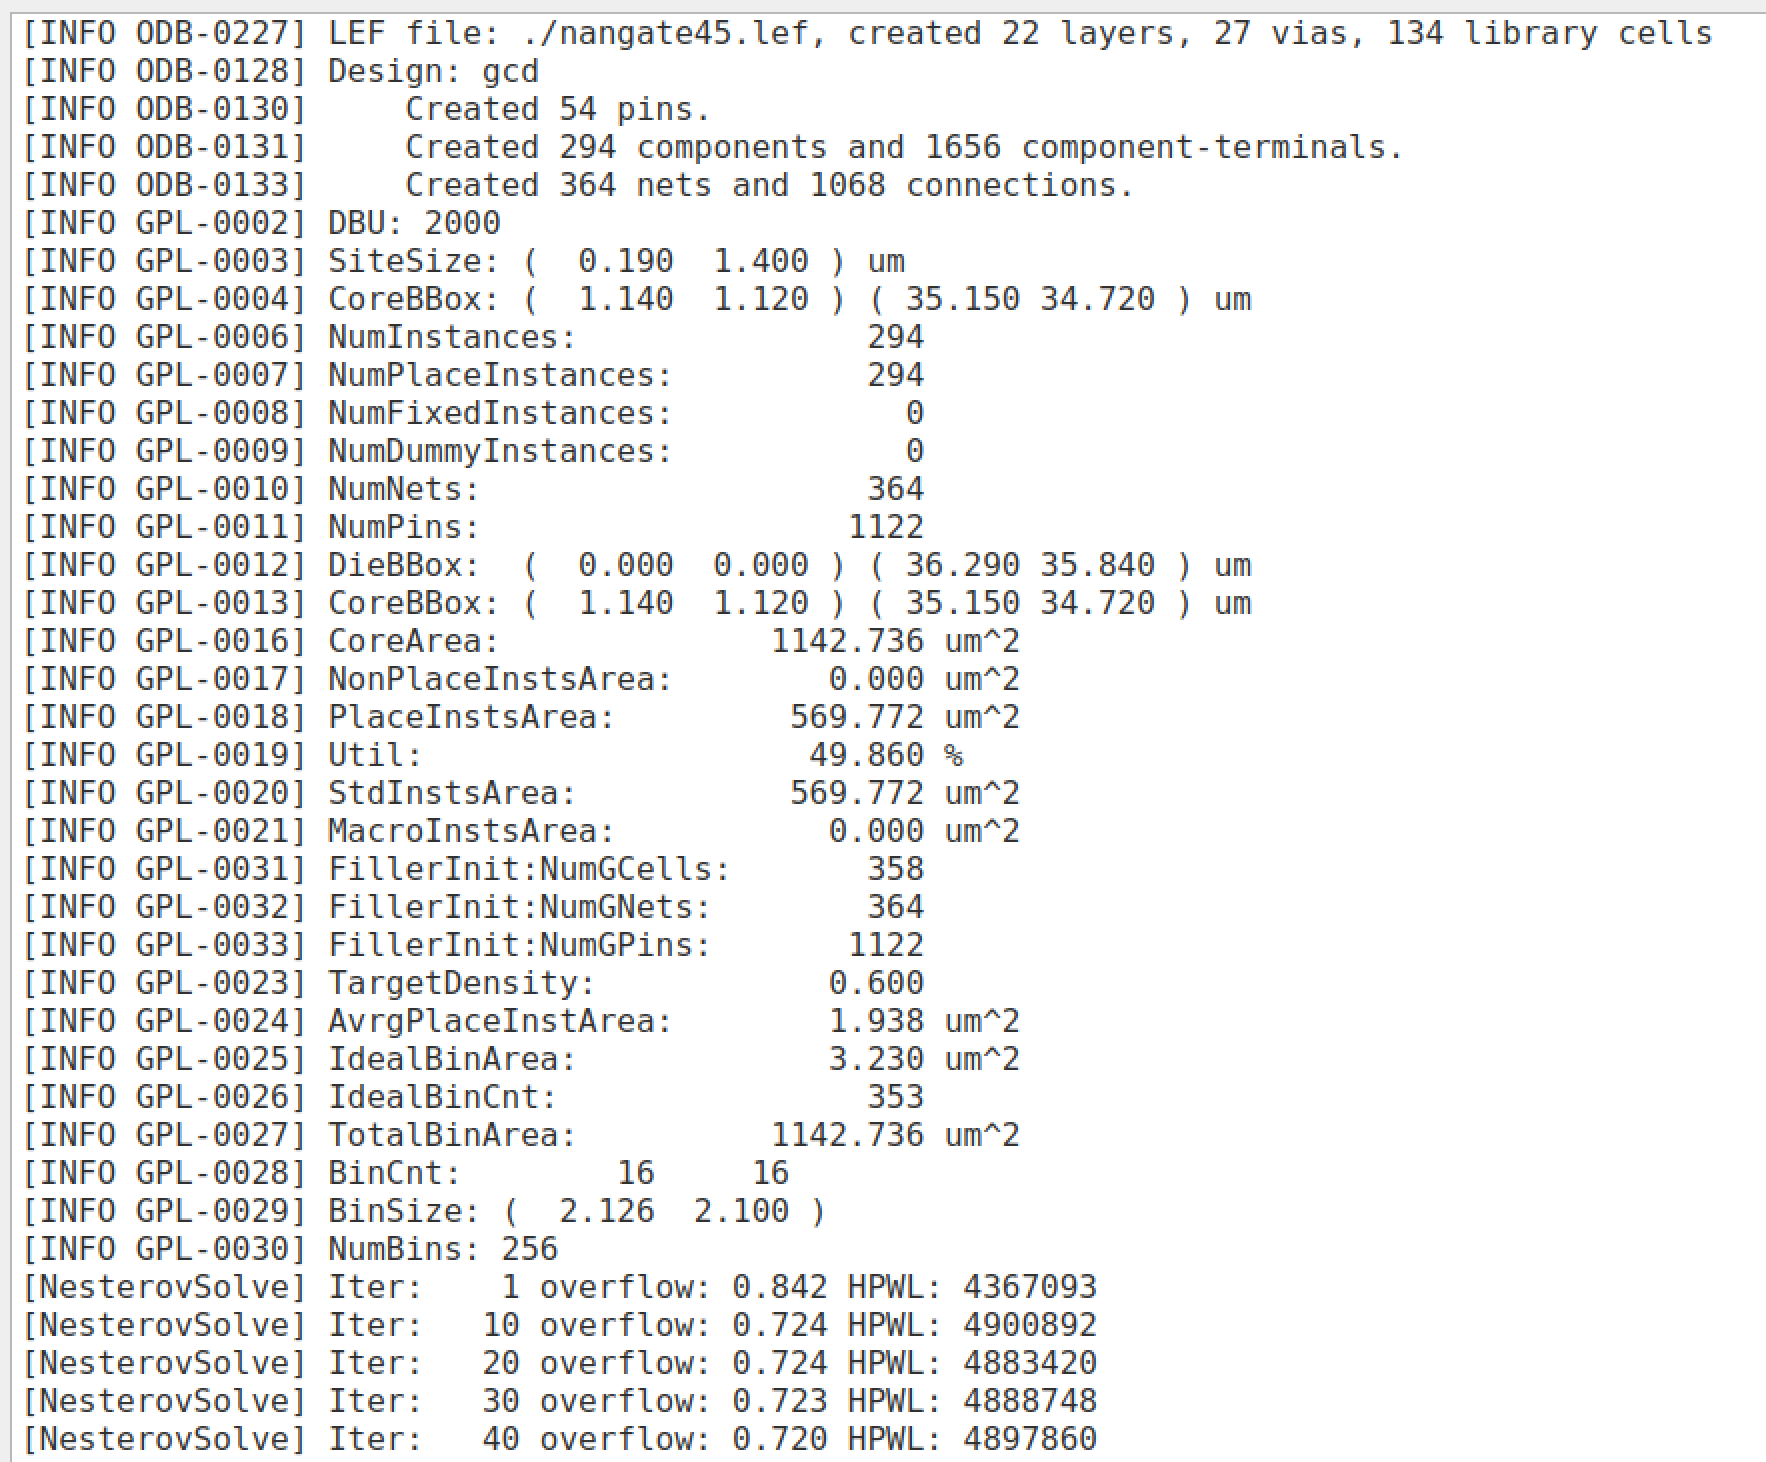 [INFO ODB-0227] LEF file: ./nangate45.lef, created 22 layers, 27 vias, 134 library cells
[INFO ODB-0128] Design: gcd
[INFO ODB-0130]     Created 54 pins.
[INFO ODB-0131]     Created 294 components and 1656 component-terminals.
[INFO ODB-0133]     Created 364 nets and 1068 connections.
[INFO GPL-0002] DBU: 2000
[INFO GPL-0003] SiteSize: (  0.190  1.400 ) um
[INFO GPL-0004] CoreBBox: (  1.140  1.120 ) ( 35.150 34.720 ) um
[INFO GPL-0006] NumInstances:               294
[INFO GPL-0007] NumPlaceInstances:          294
[INFO GPL-0008] NumFixedInstances:            0
[INFO GPL-0009] NumDummyInstances:            0
[INFO GPL-0010] NumNets:                    364
[INFO GPL-0011] NumPins:                   1122
[INFO GPL-0012] DieBBox:  (  0.000  0.000 ) ( 36.290 35.840 ) um
[INFO GPL-0013] CoreBBox: (  1.140  1.120 ) ( 35.150 34.720 ) um
[INFO GPL-0016] CoreArea:              1142.736 um^2
[INFO GPL-0017] NonPlaceInstsArea:        0.000 um^2
[INFO GPL-0018] PlaceInstsArea:         569.772 um^2
[INFO GPL-0019] Util:                    49.860 %
[INFO GPL-0020] StdInstsArea:           569.772 um^2
[INFO GPL-0021] MacroInstsArea:           0.000 um^2
[INFO GPL-0031] FillerInit:NumGCells:       358
[INFO GPL-0032] FillerInit:NumGNets:        364
[INFO GPL-0033] FillerInit:NumGPins:       1122
[INFO GPL-0023] TargetDensity:            0.600
[INFO GPL-0024] AvrgPlaceInstArea:        1.938 um^2
[INFO GPL-0025] IdealBinArea:             3.230 um^2
[INFO GPL-0026] IdealBinCnt:                353
[INFO GPL-0027] TotalBinArea:          1142.736 um^2
[INFO GPL-0028] BinCnt:        16     16
[INFO GPL-0029] BinSize: (  2.126  2.100 )
[INFO GPL-0030] NumBins: 256
[NesterovSolve] Iter:    1 overflow: 0.842 HPWL: 4367093
[NesterovSolve] Iter:   10 overflow: 0.724 HPWL: 4900892
[NesterovSolve] Iter:   20 overflow: 0.724 HPWL: 4883420
[NesterovSolve] Iter:   30 overflow: 0.723 HPWL: 4888748
[NesterovSolve] Iter:   40 overflow: 0.720 HPWL: 4897860